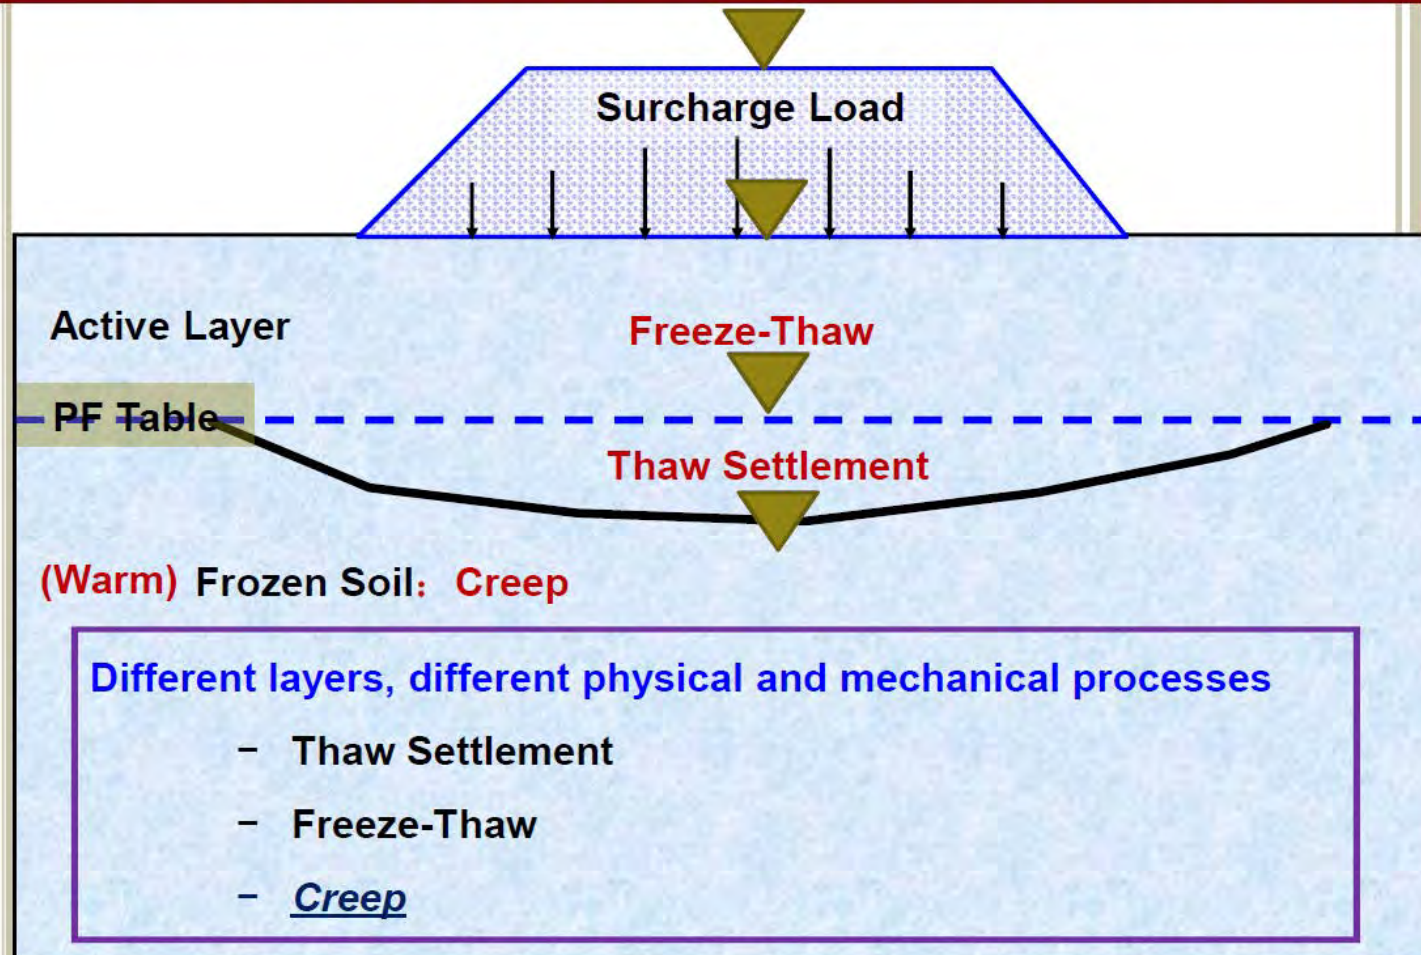 Surcharge Load
Active Layer
Freeze-Thaw
PF Table
Thaw Settlement
(Warm) Frozen Soil：Creep
Different layers, different physical and mechanical processes
– Thaw Settlement
– Freeze-Thaw
– Creep